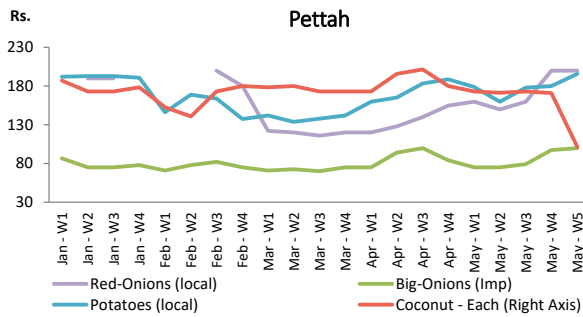 Pettah
Rs.
230
180
130
80
30
Jan - W1
Jan - W2
Jan - W3
Jan - W4
Feb - W1
Feb - W2
Feb - W3
Feb - W4
Mar - W1
Mar - W2
Mar - W3
Mar - W4
Apr - W1
Apr - W2
Apr - W3
Apr - W4
May - W1
May - W2
May - W3
May - W4
May - W5
Red-Onions (local)
Big-Onions (Imp)
Potatoes (local)
Coconut - Each (Right Axis)